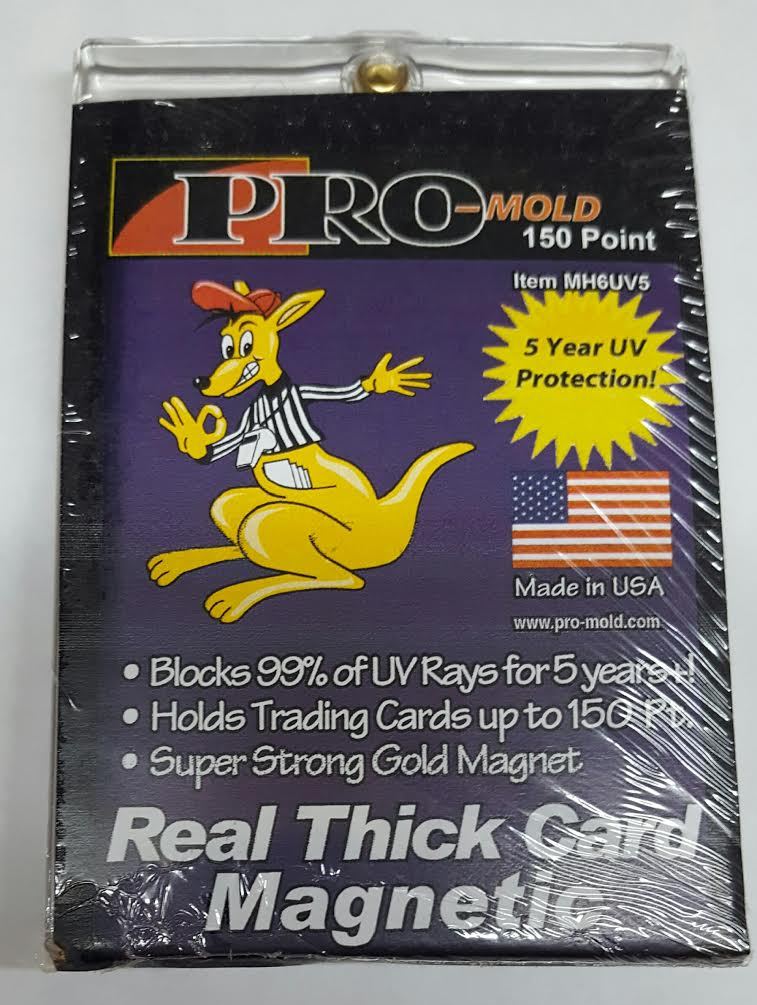 PRO-MOLD
150 Point
Item MH6UV5
5 Year UV
Protection!
Made in USA
www.pro-mold.com
• Blocks 99% of UV Rays for 5 years+!
• Holds Trading Cards up to 150 Pt.
• Super Strong Gold Magnet
Real Thick Card
Magnetic